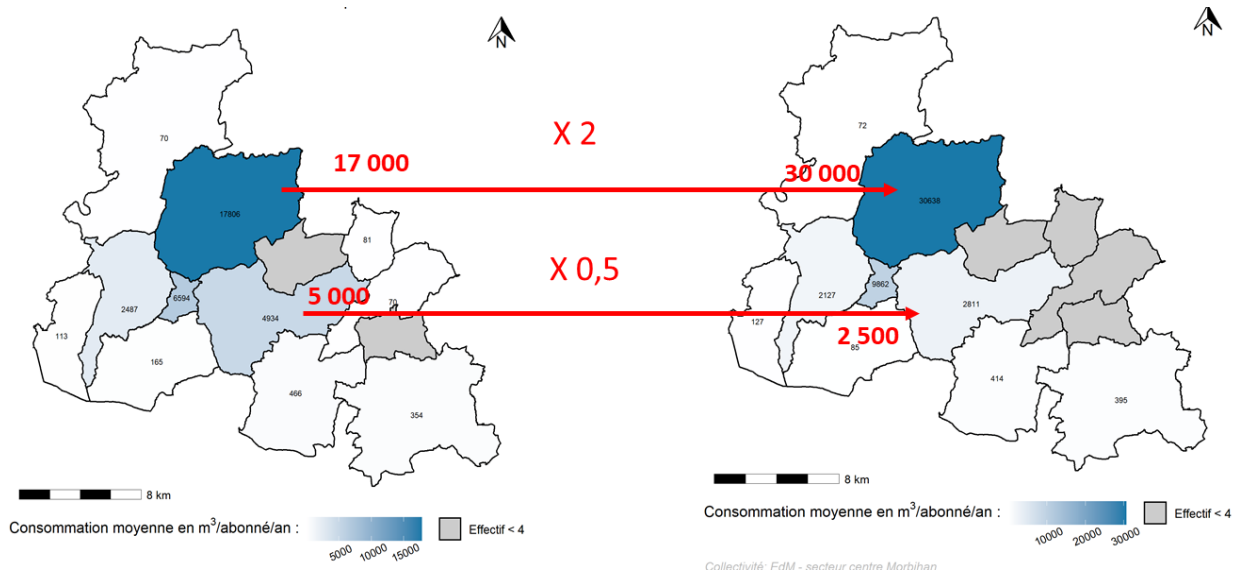 N
N
70
72
X 2
17 000
30 000
17806
30638
81
X 0,5
6594
9862
5 000
2487
4934
70
2127
2811
113
127
2 500
165
85
466
414
354
395
8 km
8 km
Consommation moyenne en m³/abonné/an :
Effectif < 4
5000
10000
15000
Consommation moyenne en m³/abonné/an :
Effectif < 4
10000
20000
30000
Collectivité: EdM - secteur centre Morbihan